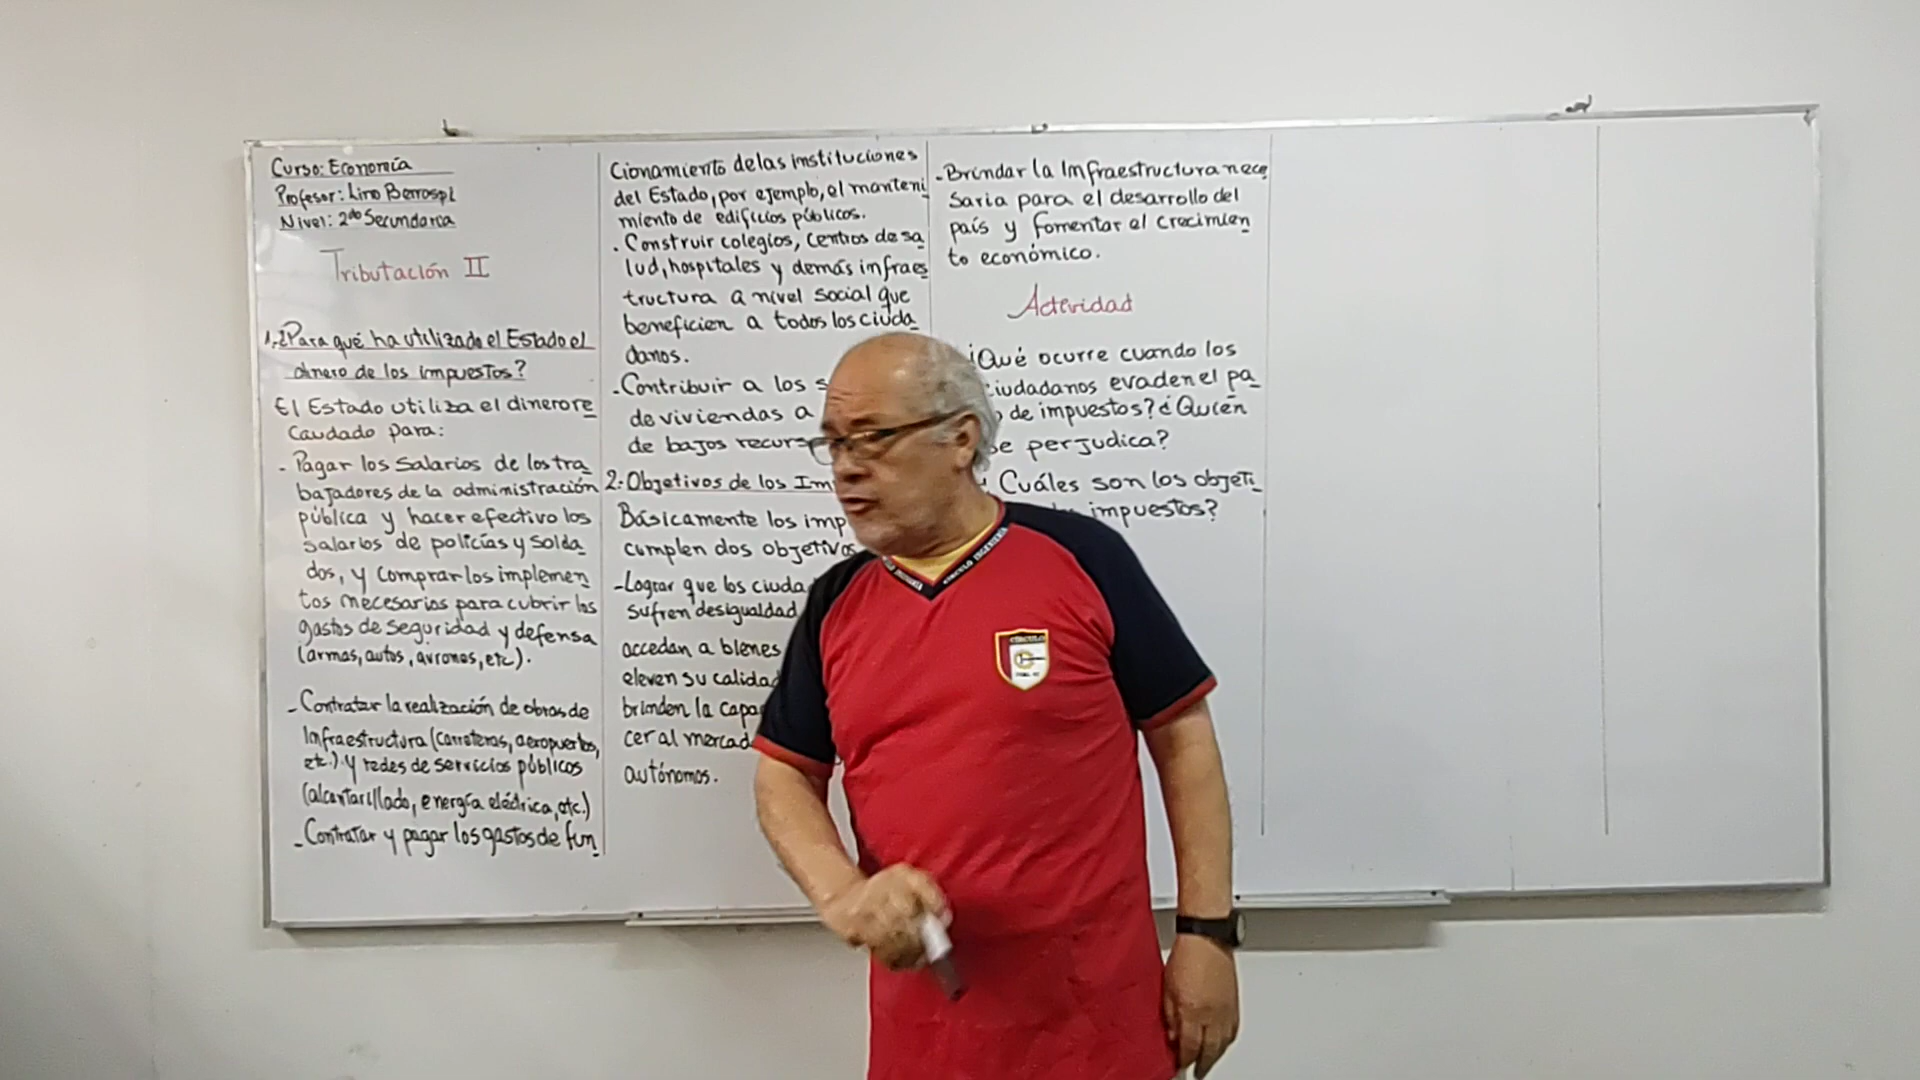 Curso: Economía
Profesor: Lino Berrospi
Nivel: 2do Secundaria
Tributación II
1.¿Para qué ha utilizado el Estado el
dinero de los impuestos?
El Estado utiliza el dinero re
caudado para:
- Pagar los salarios de los tra
bajadores de la administración
pública y hacer efectivo los
salarios de policías y solda
dos, y comprar los implemen
tos necesarios para cubrir los
gastos de seguridad y defensa
(armas, autos, aviones, etc).
- Contratar la realización de obras de
Infraestructura (carreteras, aeropuertos,
etc.) y redes de servicios públicos
(alcantarillado, energía eléctrica, etc.)
- Contratar y pagar los gastos de fun
cionamiento de las instituciones
del Estado, por ejemplo, el manteni
miento de edificios públicos.
. Construir colegios, centros de sa
lud, hospitales y demás infraes
tructura a nivel social que
beneficien a todos los ciuda
danos.
- Contribuir a los s
de viviendas a
de bajos recurs
2. Objetivos de los Im
Básicamente los imp
cumplen dos objetivos
- Lograr que los ciuda
sufren desigualdad
accedan a bienes
eleven su calidad
brinden la capa
cer al mercad
autónomos.
- Brindar la Infraestructura nece
saria para el desarrollo del
país y fomentar el crecimien
to económico.
Actividad
¿Qué ocurre cuando los
iudadanos evaden el pa
o de impuestos? ¿Quién
se perjudica?
¿Cuáles son los objeti
impuestos?
CÍRCULO INGENIERÍA
CÍRCULO